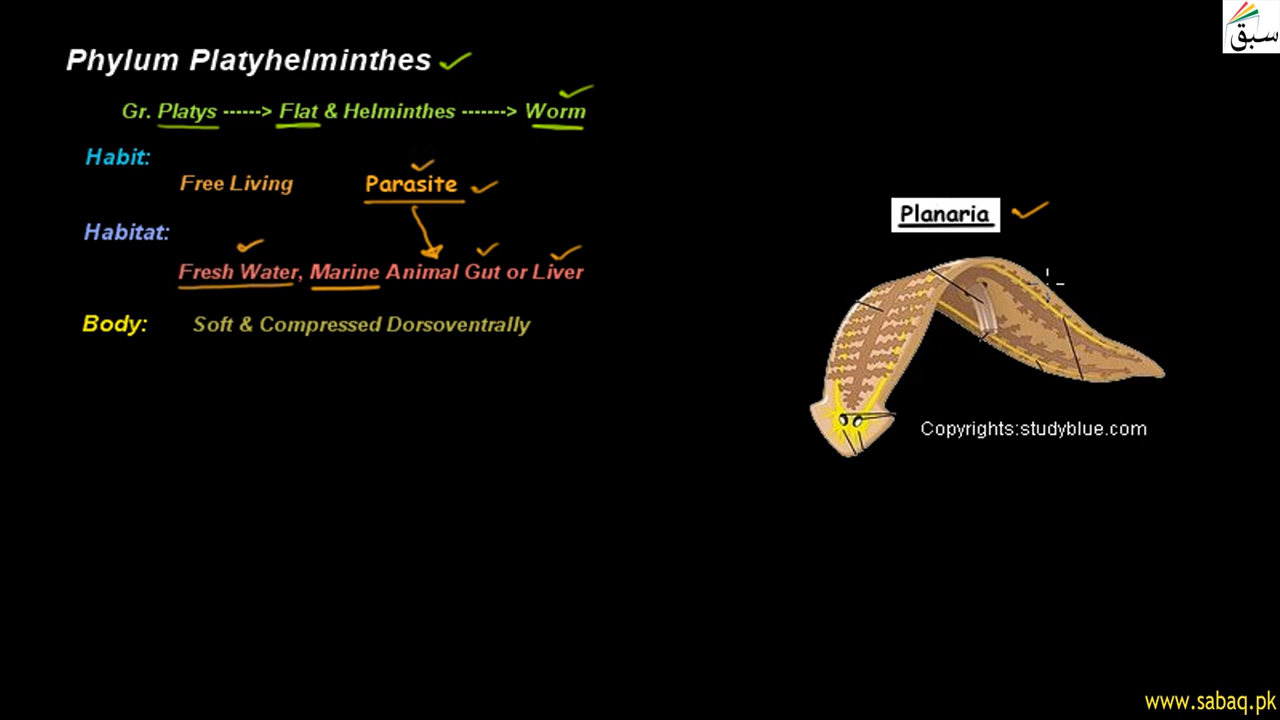 سبق
Phylum Platyhelminthes
Gr. Platys ------> Flat & Helminthes -------> Worm
Habit:
Free Living Parasite
Habitat:
Fresh Water, Marine Animal Gut or Liver
Body: Soft & Compressed Dorsoventrally
Planaria
Copyrights:studyblue.com
www.sabaq.pk